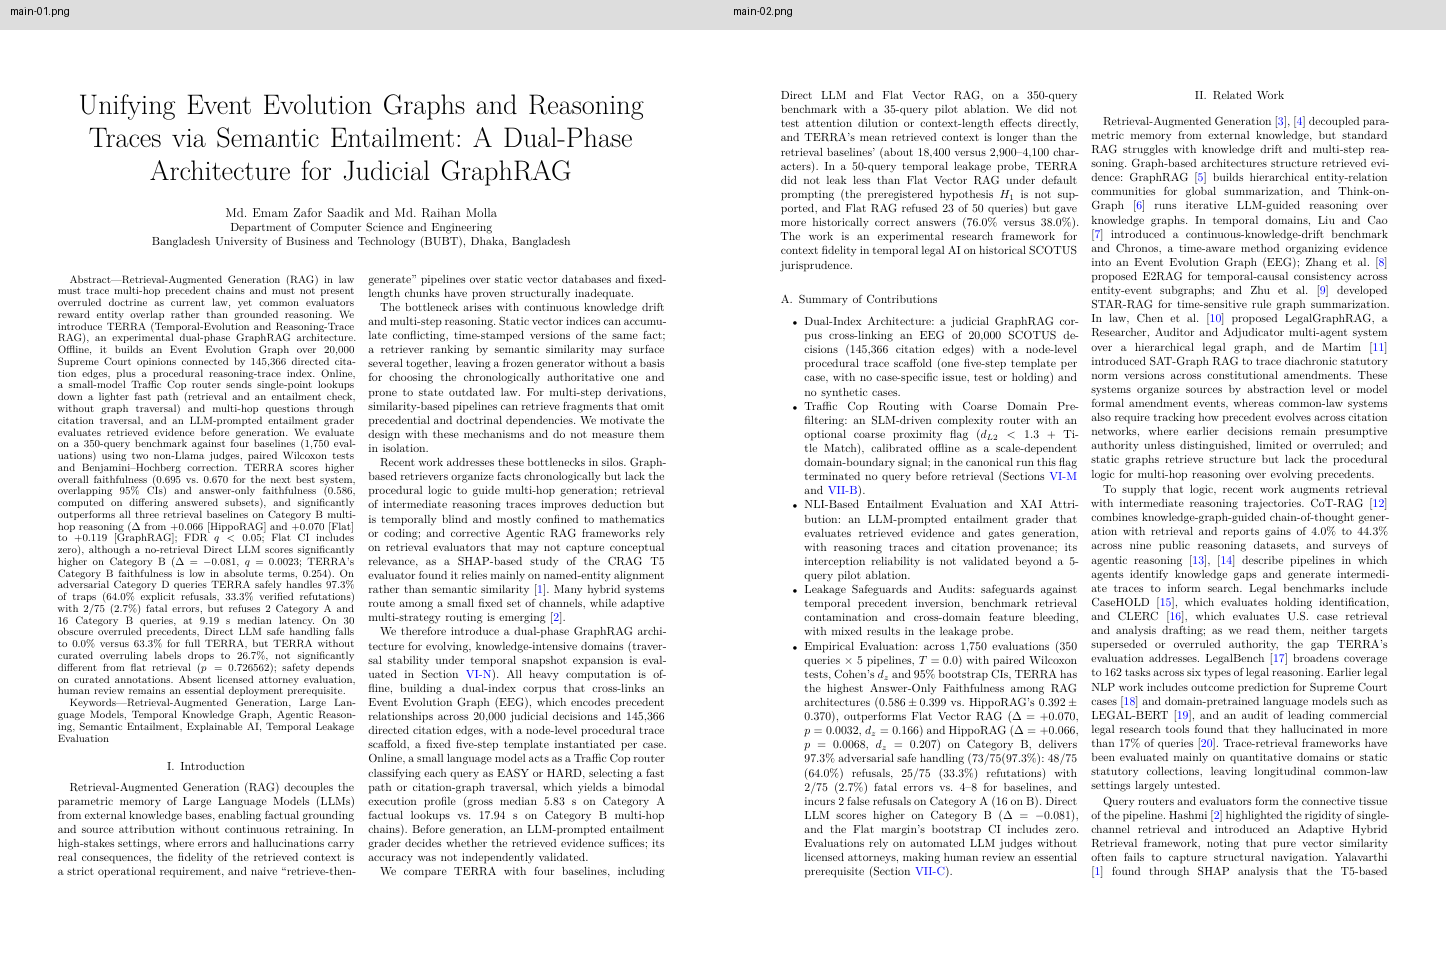 main-01.png
main-02.png
Unifying Event Evolution Graphs and Reasoning
Traces via Semantic Entailment: A Dual-Phase
Architecture for Judicial GraphRAG
Md. Emam Zafor Saadik and Md. Raihan Molla
Department of Computer Science and Engineering
Bangladesh University of Business and Technology (BUBT), Dhaka, Bangladesh
Abstract—Retrieval-Augmented Generation (RAG) in law
must trace multi-hop precedent chains and must not present
overruled doctrine as current law, yet common evaluators
reward entity overlap rather than grounded reasoning. We
introduce TERRA (Temporal-Evolution and Reasoning-Trace
RAG), an experimental dual-phase GraphRAG architecture.
Offline, it builds an Event Evolution Graph over 20,000
Supreme Court opinions connected by 145,366 directed cita-
tion edges, plus a procedural reasoning-trace index. Online,
a small-model Traffic Cop router sends single-point lookups
down a lighter fast path (retrieval and an entailment check,
without graph traversal) and multi-hop questions through
citation traversal, and an LLM-prompted entailment grader
evaluates retrieved evidence before generation. We evaluate
on a 350-query benchmark against four baselines (1,750 eval-
uations) using two non-Llama judges, paired Wilcoxon tests
and Benjamini–Hochberg correction. TERRA scores higher
overall faithfulness (0.695 vs. 0.670 for the next best system,
overlapping 95% CIs) and answer-only faithfulness (0.586,
computed on differing answered subsets), and significantly
outperforms all three retrieval baselines on Category B multi-
hop reasoning (Δ from +0.066 [HippoRAG] and +0.070 [Flat]
to +0.119 [GraphRAG]; FDR q < 0.05; Flat CI includes
zero), although a no-retrieval Direct LLM scores significantly
higher on Category B (Δ = −0.081, q = 0.0023; TERRA's
Category B faithfulness is low in absolute terms, 0.254). On
adversarial Category D queries TERRA safely handles 97.3%
of traps (64.0% explicit refusals, 33.3% verified refutations)
with 2/75 (2.7%) fatal errors, but refuses 2 Category A and
16 Category B queries, at 9.19 s median latency. On 30
obscure overruled precedents, Direct LLM safe handling falls
to 0.0% versus 63.3% for full TERRA, but TERRA without
curated overruling labels drops to 26.7%, not significantly
different from flat retrieval (p = 0.726562); safety depends
on curated annotations. Absent licensed attorney evaluation,
human review remains an essential deployment prerequisite.
Keywords—Retrieval-Augmented Generation, Large Lan-
guage Models, Temporal Knowledge Graph, Agentic Reason-
ing, Semantic Entailment, Explainable AI, Temporal Leakage
Evaluation
I. Introduction
Retrieval-Augmented Generation (RAG) decouples the
parametric memory of Large Language Models (LLMs)
from external knowledge bases, enabling factual grounding
and source attribution without continuous retraining. In
high-stakes settings, where errors and hallucinations carry
real consequences, the fidelity of the retrieved context is
a strict operational requirement, and naive “retrieve-then-
generate” pipelines over static vector databases and fixed-
length chunks have proven structurally inadequate.
The bottleneck arises with continuous knowledge drift
and multi-step reasoning. Static vector indices can accumu-
late conflicting, time-stamped versions of the same fact;
a retriever ranking by semantic similarity may surface
several together, leaving a frozen generator without a basis
for choosing the chronologically authoritative one and
prone to state outdated law. For multi-step derivations,
similarity-based pipelines can retrieve fragments that omit
precedential and doctrinal dependencies. We motivate the
design with these mechanisms and do not measure them
in isolation.
Recent work addresses these bottlenecks in silos. Graph-
based retrievers organize facts chronologically but lack the
procedural logic to guide multi-hop generation; retrieval
of intermediate reasoning traces improves deduction but
is temporally blind and mostly confined to mathematics
or coding; and corrective Agentic RAG frameworks rely
on retrieval evaluators that may not capture conceptual
relevance, as a SHAP-based study of the CRAG T5
evaluator found it relies mainly on named-entity alignment
rather than semantic similarity [1]. Many hybrid systems
route among a small fixed set of channels, while adaptive
multi-strategy routing is emerging [2].
We therefore introduce a dual-phase GraphRAG archi-
tecture for evolving, knowledge-intensive domains (traver-
sal stability under temporal snapshot expansion is eval-
uated in Section VI-N). All heavy computation is of-
fline, building a dual-index corpus that cross-links an
Event Evolution Graph (EEG), which encodes precedent
relationships across 20,000 judicial decisions and 145,366
directed citation edges, with a node-level procedural trace
scaffold, a fixed five-step template instantiated per case.
Online, a small language model acts as a Traffic Cop router
classifying each query as EASY or HARD, selecting a fast
path or citation-graph traversal, which yields a bimodal
execution profile (gross median 5.83 s on Category A
factual lookups vs. 17.94 s on Category B multi-hop
chains). Before generation, an LLM-prompted entailment
grader decides whether the retrieved evidence suffices; its
accuracy was not independently validated.
We compare TERRA with four baselines, including
Direct LLM and Flat Vector RAG, on a 350-query
benchmark with a 35-query pilot ablation. We did not
test attention dilution or context-length effects directly,
and TERRA's mean retrieved context is longer than the
retrieval baselines' (about 18,400 versus 2,900–4,100 char-
acters). In a 50-query temporal leakage probe, TERRA
did not leak less than Flat Vector RAG under default
prompting (the preregistered hypothesis H1 is not sup-
ported, and Flat RAG refused 23 of 50 queries) but gave
more historically correct answers (76.0% versus 38.0%).
The work is an experimental research framework for
context fidelity in temporal legal AI on historical SCOTUS
jurisprudence.
A. Summary of Contributions
• Dual-Index Architecture: a judicial GraphRAG cor-
pus cross-linking an EEG of 20,000 SCOTUS de-
cisions (145,366 citation edges) with a node-level
procedural trace scaffold (one five-step template per
case, with no case-specific issue, test or holding) and
no synthetic cases.
• Traffic Cop Routing with Coarse Domain Pre-
filtering: an SLM-driven complexity router with an
optional coarse proximity flag (dL2 < 1.3 + Ti-
tle Match), calibrated offline as a scale-dependent
domain-boundary signal; in the canonical run this flag
terminated no query before retrieval (Sections VI-M
and VII-B).
• NLI-Based Entailment Evaluation and XAI Attri-
bution: an LLM-prompted entailment grader that
evaluates retrieved evidence and gates generation,
with reasoning traces and citation provenance; its
interception reliability is not validated beyond a 5-
query pilot ablation.
• Leakage Safeguards and Audits: safeguards against
temporal precedent inversion, benchmark retrieval
contamination and cross-domain feature bleeding,
with mixed results in the leakage probe.
• Empirical Evaluation: across 1,750 evaluations (350
queries × 5 pipelines, T = 0.0) with paired Wilcoxon
tests, Cohen's dz and 95% bootstrap CIs, TERRA has
the highest Answer-Only Faithfulness among RAG
architectures (0.586 ± 0.399 vs. HippoRAG's 0.392 ±
0.370), outperforms Flat Vector RAG (Δ = +0.070,
p = 0.0032, dz = 0.166) and HippoRAG (Δ = +0.066,
p = 0.0068, dz = 0.207) on Category B, delivers
97.3% adversarial safe handling (73/75(97.3%): 48/75
(64.0%) refusals, 25/75 (33.3%) refutations) with
2/75 (2.7%) fatal errors vs. 4–8 for baselines, and
incurs 2 false refusals on Category A (16 on B). Direct
LLM scores higher on Category B (Δ = −0.081),
and the Flat margin's bootstrap CI includes zero.
Evaluations rely on automated LLM judges without
licensed attorneys, making human review an essential
prerequisite (Section VII-C).
II. Related Work
Retrieval-Augmented Generation [3], [4] decoupled para-
metric memory from external knowledge, but standard
RAG struggles with knowledge drift and multi-step rea-
soning. Graph-based architectures structure retrieved evi-
dence: GraphRAG [5] builds hierarchical entity-relation
communities for global summarization, and Think-on-
Graph [6] runs iterative LLM-guided reasoning over
knowledge graphs. In temporal domains, Liu and Cao
[7] introduced a continuous-knowledge-drift benchmark
and Chronos, a time-aware method organizing evidence
into an Event Evolution Graph (EEG); Zhang et al. [8]
proposed E2RAG for temporal-causal consistency across
entity-event subgraphs; and Zhu et al. [9] developed
STAR-RAG for time-sensitive rule graph summarization.
In law, Chen et al. [10] proposed LegalGraphRAG, a
Researcher, Auditor and Adjudicator multi-agent system
over a hierarchical legal graph, and de Martim [11]
introduced SAT-Graph RAG to trace diachronic statutory
norm versions across constitutional amendments. These
systems organize sources by abstraction level or model
formal amendment events, whereas common-law systems
also require tracking how precedent evolves across citation
networks, where earlier decisions remain presumptive
authority unless distinguished, limited or overruled; and
static graphs retrieve structure but lack the procedural
logic for multi-hop reasoning over evolving precedents.
To supply that logic, recent work augments retrieval
with intermediate reasoning trajectories. CoT-RAG [12]
combines knowledge-graph-guided chain-of-thought gener-
ation with retrieval and reports gains of 4.0% to 44.3%
across nine public reasoning datasets, and surveys of
agentic reasoning [13], [14] describe pipelines in which
agents identify knowledge gaps and generate intermedi-
ate traces to inform search. Legal benchmarks include
CaseHOLD [15], which evaluates holding identification,
and CLERC [16], which evaluates U.S. case retrieval
and analysis drafting; as we read them, neither targets
superseded or overruled authority, the gap TERRA's
evaluation addresses. LegalBench [17] broadens coverage
to 162 tasks across six types of legal reasoning. Earlier legal
NLP work includes outcome prediction for Supreme Court
cases [18] and domain-pretrained language models such as
LEGAL-BERT [19], and an audit of leading commercial
legal research tools found that they hallucinated in more
than 17% of queries [20]. Trace-retrieval frameworks have
been evaluated mainly on quantitative domains or static
statutory collections, leaving longitudinal common-law
settings largely untested.
Query routers and evaluators form the connective tissue
of the pipeline. Hashmi [2] highlighted the rigidity of single-
channel retrieval and introduced an Adaptive Hybrid
Retrieval framework, noting that pure vector similarity
often fails to capture structural navigation. Yalavarthi
[1] found through SHAP analysis that the T5-based